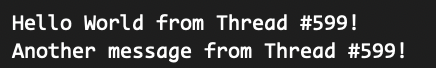 Hello World from Thread #599!
Another message from Thread #599!